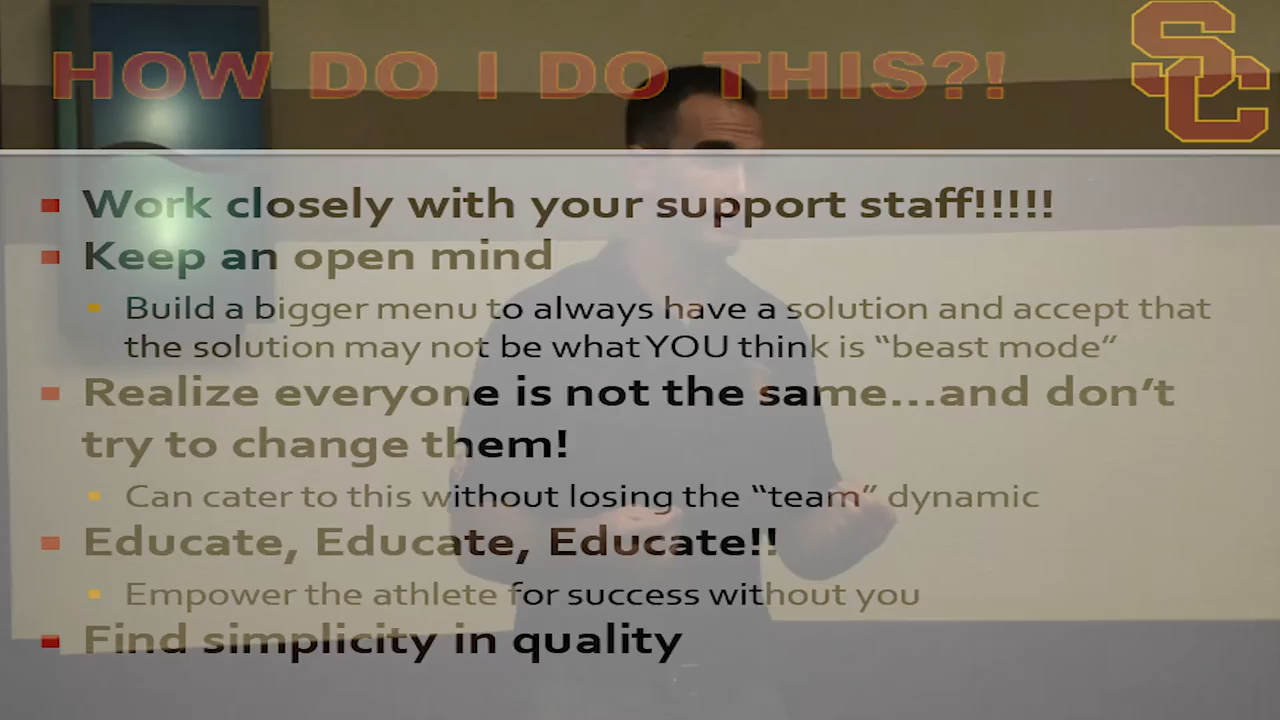 HOW DO I DO THIS?!
SC
Work closely with your support staff!!!!!
Keep an open mind
Build a bigger menu to always have a solution and accept that
the solution may not be what YOU think is “beast mode”
Realize everyone is not the same...and don’t
try to change them!
Can cater to this without losing the “team” dynamic
Educate, Educate, Educate!!
Empower the athlete for success without you
Find simplicity in quality